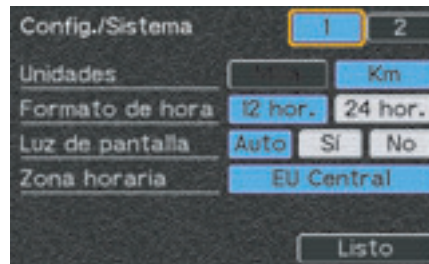 Config./Sistema 1 2
Unidades Km
Formato de hora 12 hor. 24 hor.
Luz de pantalla Auto Sí No
Zona horaria EU Central
Listo